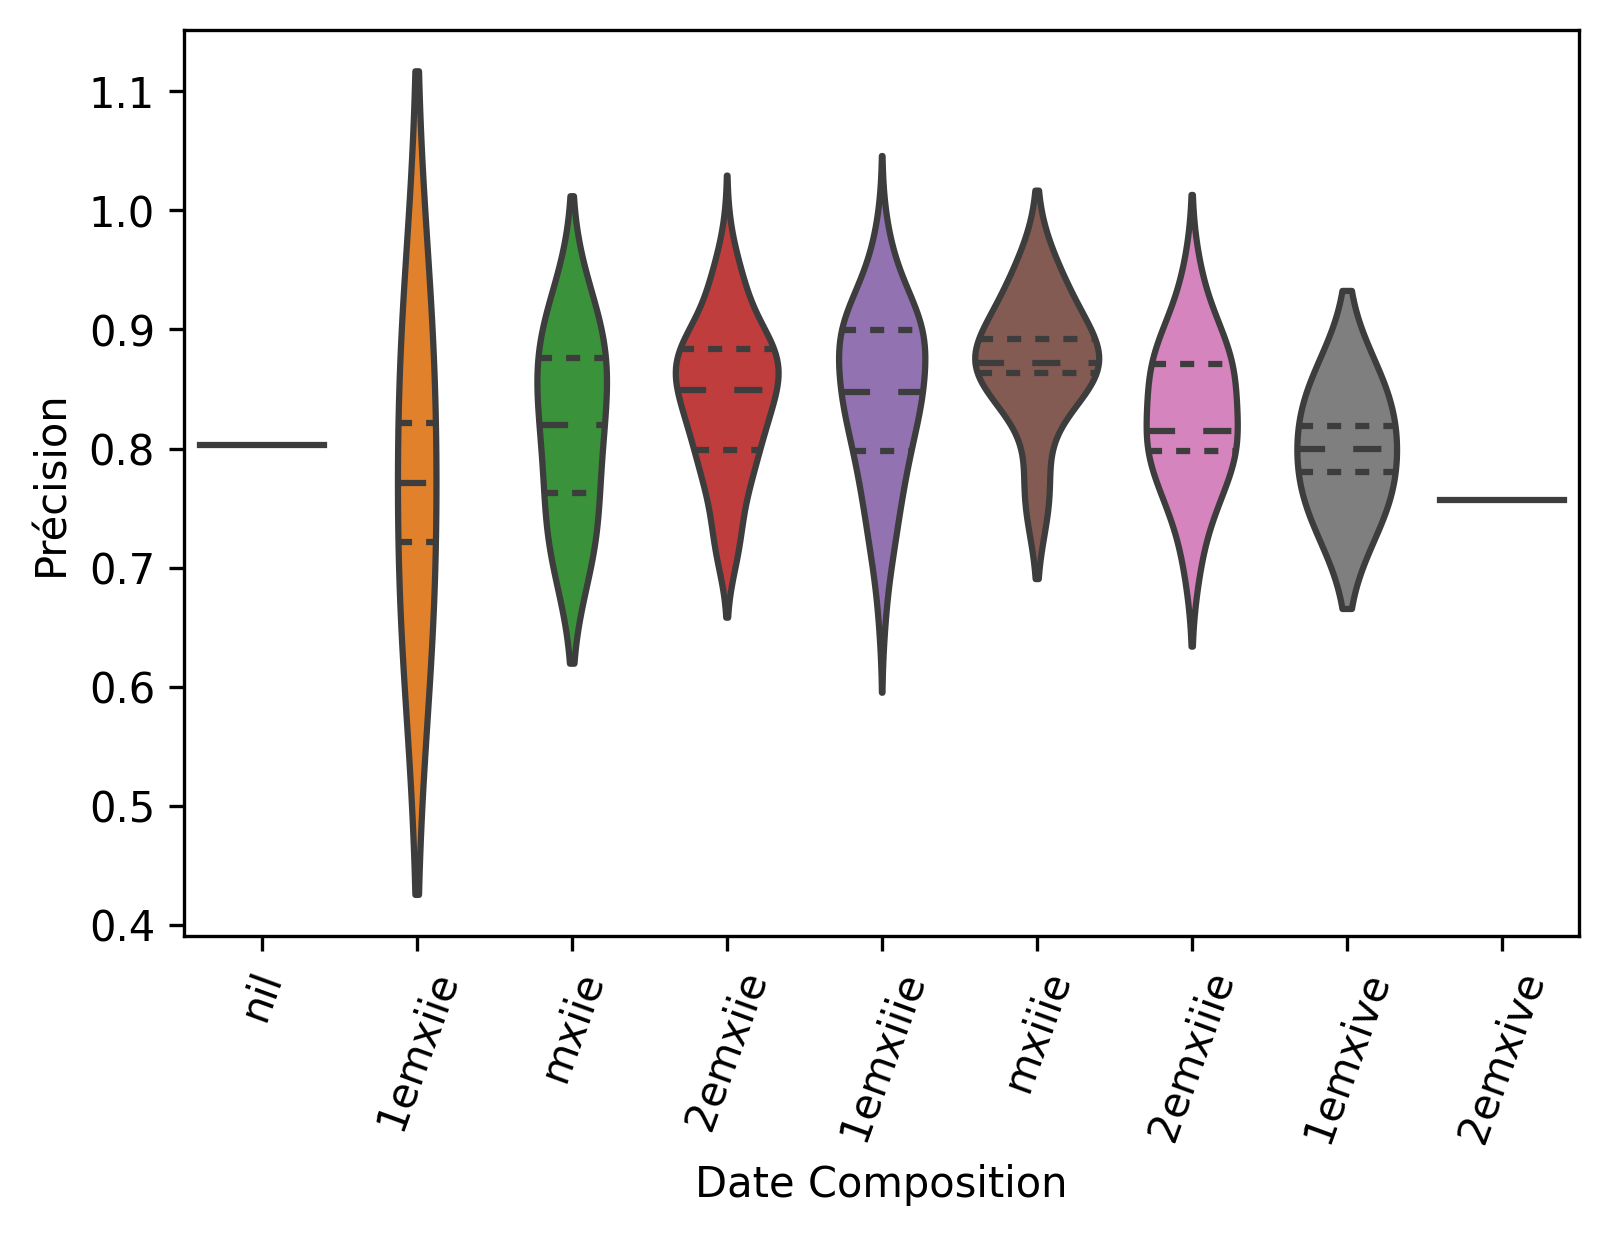 1.1
1.0
0.9
0.8
0.7
0.6
0.5
0.4
Précision
nil
1emxiie
mxiie
2emxiie
1emxiiie
mxiiie
2emxiiie
1emxive
2emxive
Date Composition